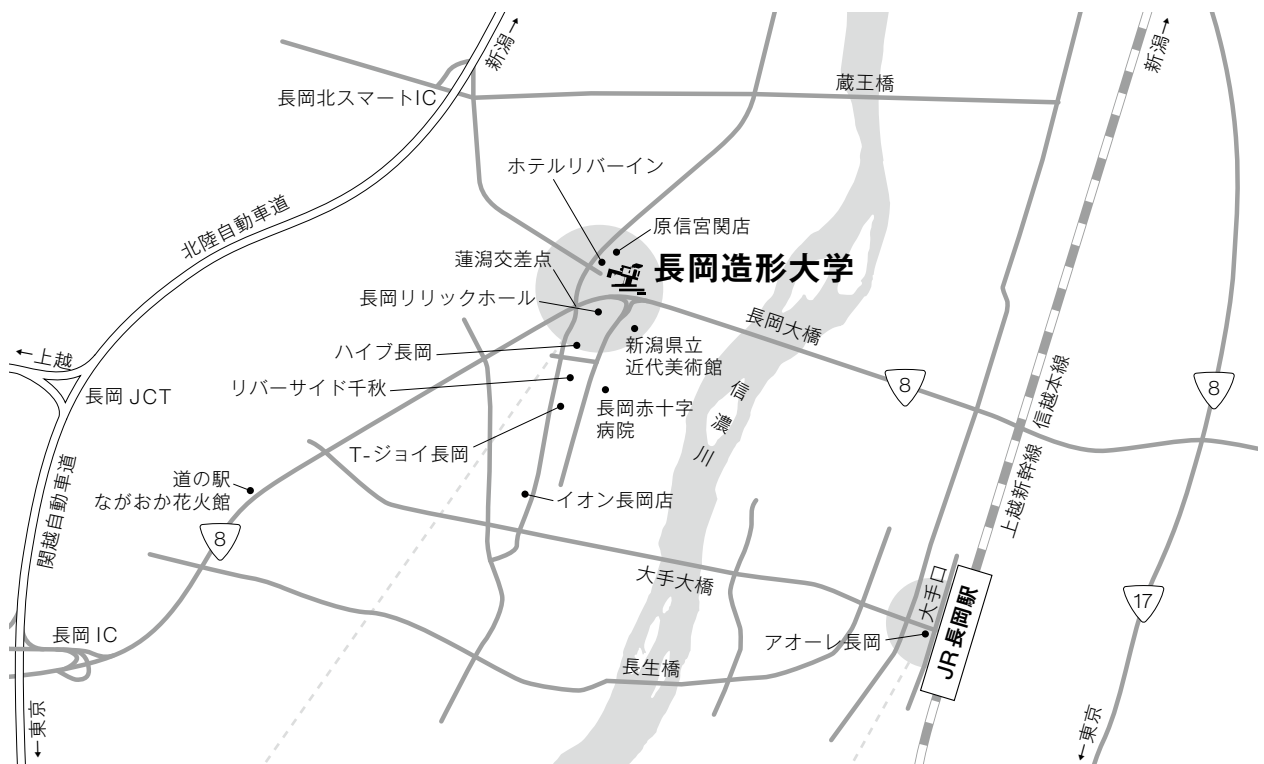 新潟→
新潟→
長岡北スマートIC
蔵王橋
ホテルリバーイン
原信宮関店
北陸自動車道
蓮潟交差点
長岡造形大学
長岡リリックホール
長岡大橋
ハイブ長岡
新潟県立
近代美術館
←上越
リバーサイド千秋
長岡JCT
8
8
信濃川
信越本線
長岡赤十字
病院
T-ジョイ長岡
道の駅
ながおか花火館
イオン長岡店
上越新幹線
関越自動車道
8
大手大橋
大手口
17
長岡IC
アオーレ長岡
JR長岡駅
長生橋
←東京
←東京